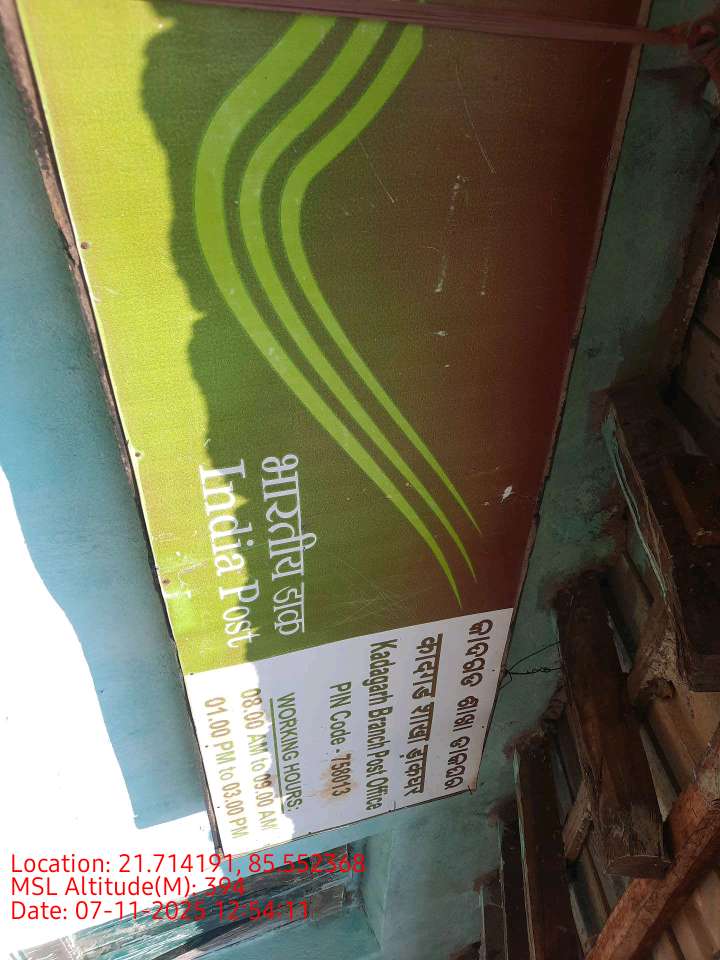 भारतीय डाक
India Post
ଶାଖା ଡାକଘର
शाखा ड़ाकघर
Kadagarh Branch Post Office
PIN Code - 758013
WORKING HOURS:
08:00 AM to 09.00 AM
01.00 PM to 03.00 PM
Location: 21.714191, 85.552368
MSL Altitude(M): 394
Date: 07-11-2025 12:54:11